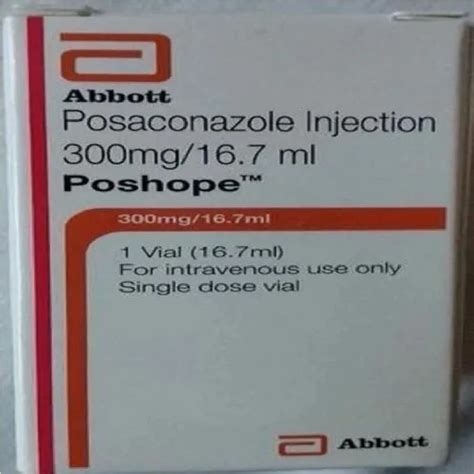 Abbott
Posaconazole Injection
300mg/16.7 ml
Poshope™
300mg/16.7ml
1 Vial (16.7ml)
For intravenous use only
Single dose vial
Abbott